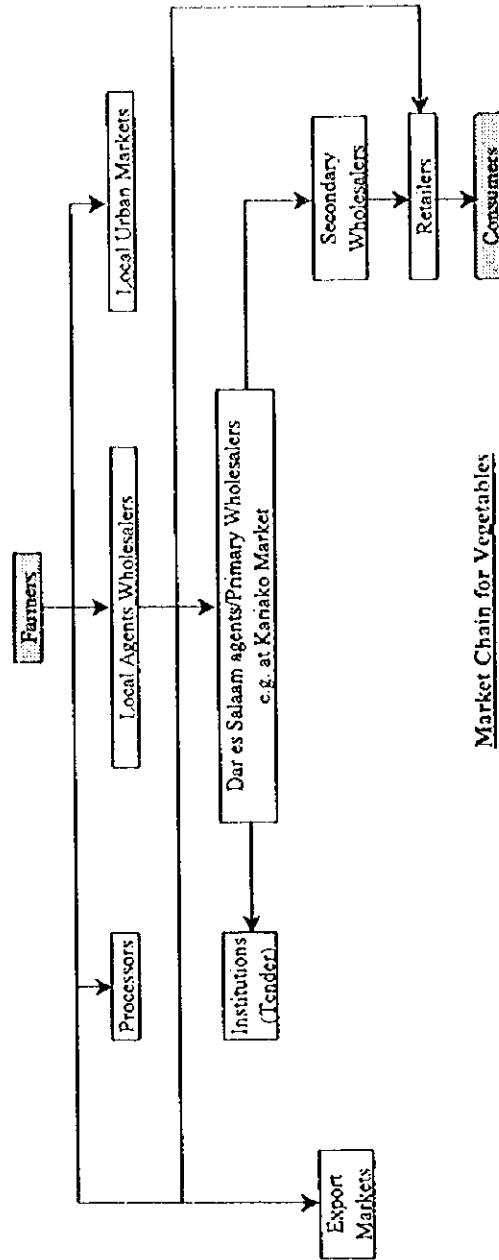 Farmers
Processors
Local Agents Wholesalers
Local Urban Markets
Dar es Salaam agents/Primary Wholesalers
e.g. at Kariako Market
Institutions
(Tender)
Secondary
Wholesalers
Export
Markets
Retailers
Consumers
Market Chain for Vegetables